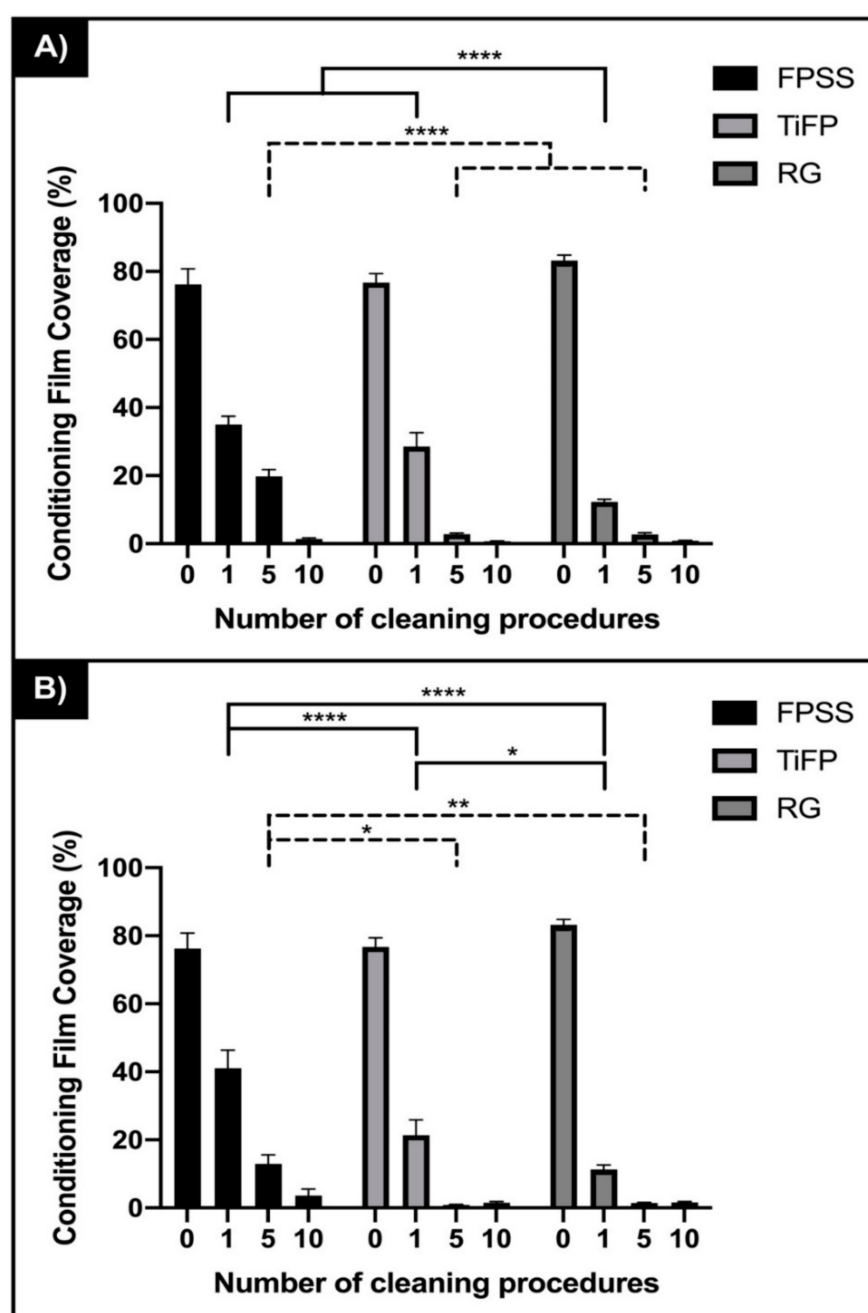 A)
****
****
FPSS
TiFP
RG
Conditioning Film Coverage (%)
100
80
60
40
20
0
0 1 5 10 0 1 5 10 0 1 5 10
Number of cleaning procedures
B)
****
****
*
**
*
FPSS
TiFP
RG
Conditioning Film Coverage (%)
100
80
60
40
20
0
0 1 5 10 0 1 5 10 0 1 5 10
Number of cleaning procedures